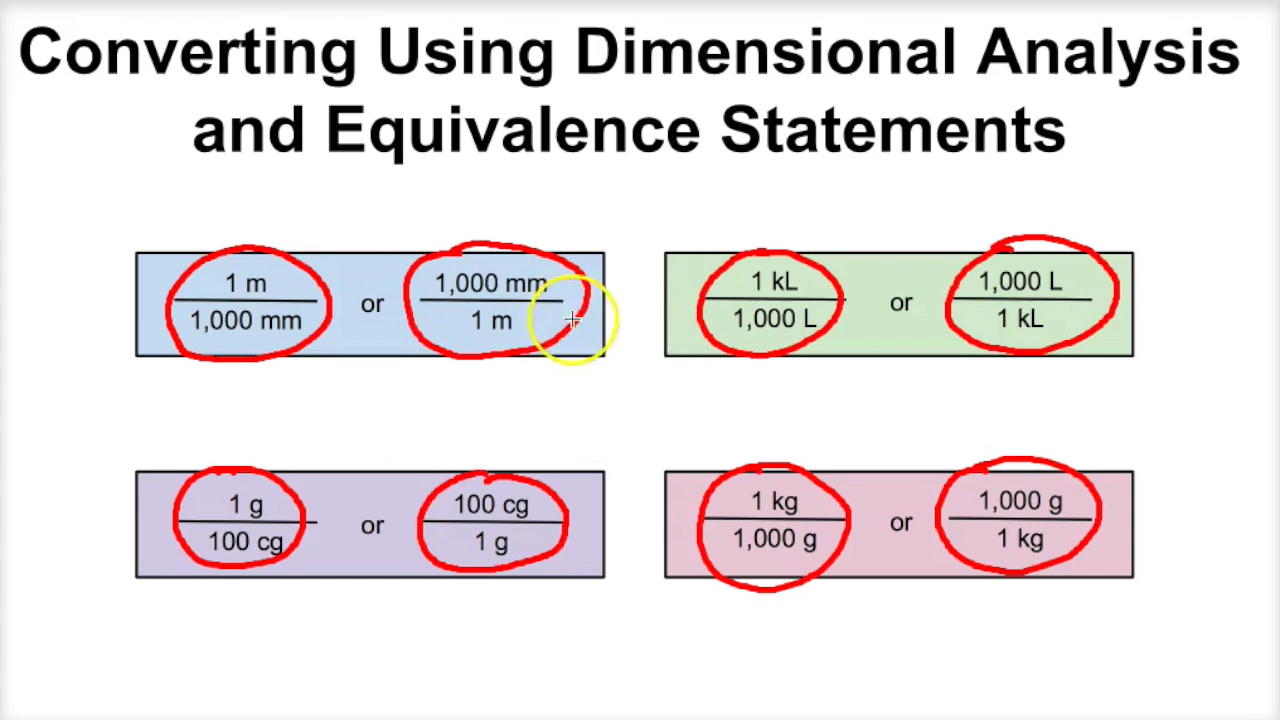 Converting Using Dimensional Analysis
and Equivalence Statements
1 m
1,000 mm
or
1,000 mm
1 m
1 kL
1,000 L
or
1,000 L
1 kL
1 g
100 cg
or
100 cg
1 g
1 kg
1,000 g
or
1,000 g
1 kg